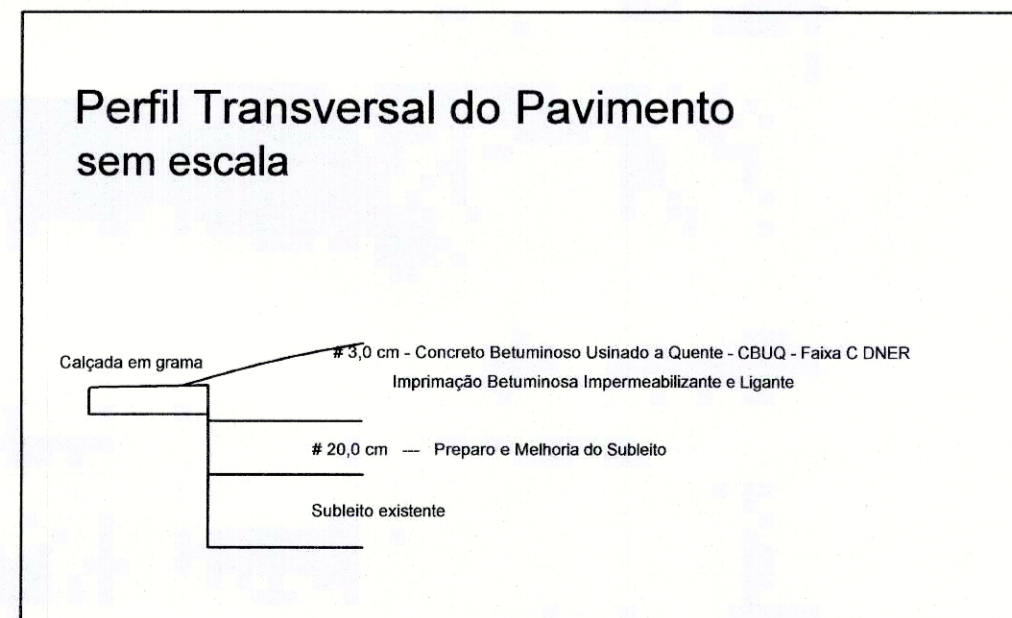 Perfil Transversal do Pavimento
sem escala
Calçada em grama
# 3,0 cm - Concreto Betuminoso Usinado a Quente - CBUQ - Faixa C DNER
Imprimação Betuminosa Impermeabilizante e Ligante
# 20,0 cm --- Preparo e Melhoria do Subleito
Subleito existente